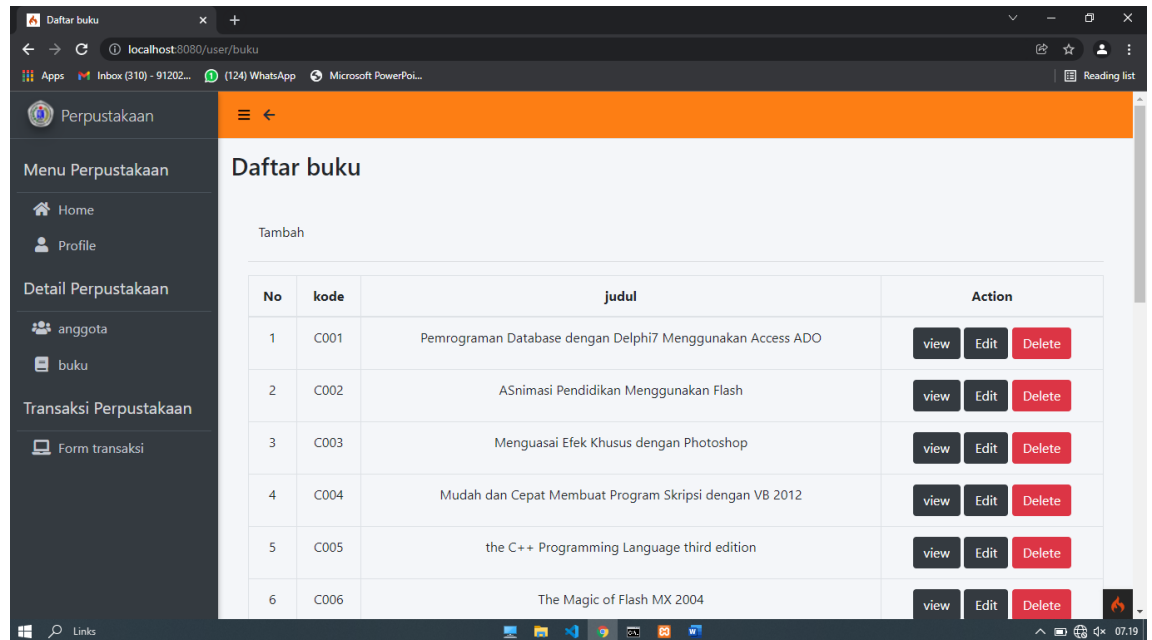 Daftar buku
localhost:8080/user/buku
Apps Inbox (310) - 91202... (124) WhatsApp Microsoft PowerPoi... Reading list
Perpustakaan
Menu Perpustakaan
Home
Profile
Detail Perpustakaan
anggota
buku
Transaksi Perpustakaan
Form transaksi
Daftar buku
Tambah
No kode judul Action
1 C001 Pemrograman Database dengan Delphi7 Menggunakan Access ADO view Edit Delete
2 C002 ASnimasi Pendidikan Menggunakan Flash view Edit Delete
3 C003 Menguasai Efek Khusus dengan Photoshop view Edit Delete
4 C004 Mudah dan Cepat Membuat Program Skripsi dengan VB 2012 view Edit Delete
5 C005 the C++ Programming Language third edition view Edit Delete
6 C006 The Magic of Flash MX 2004 view Edit Delete
Links 07.19